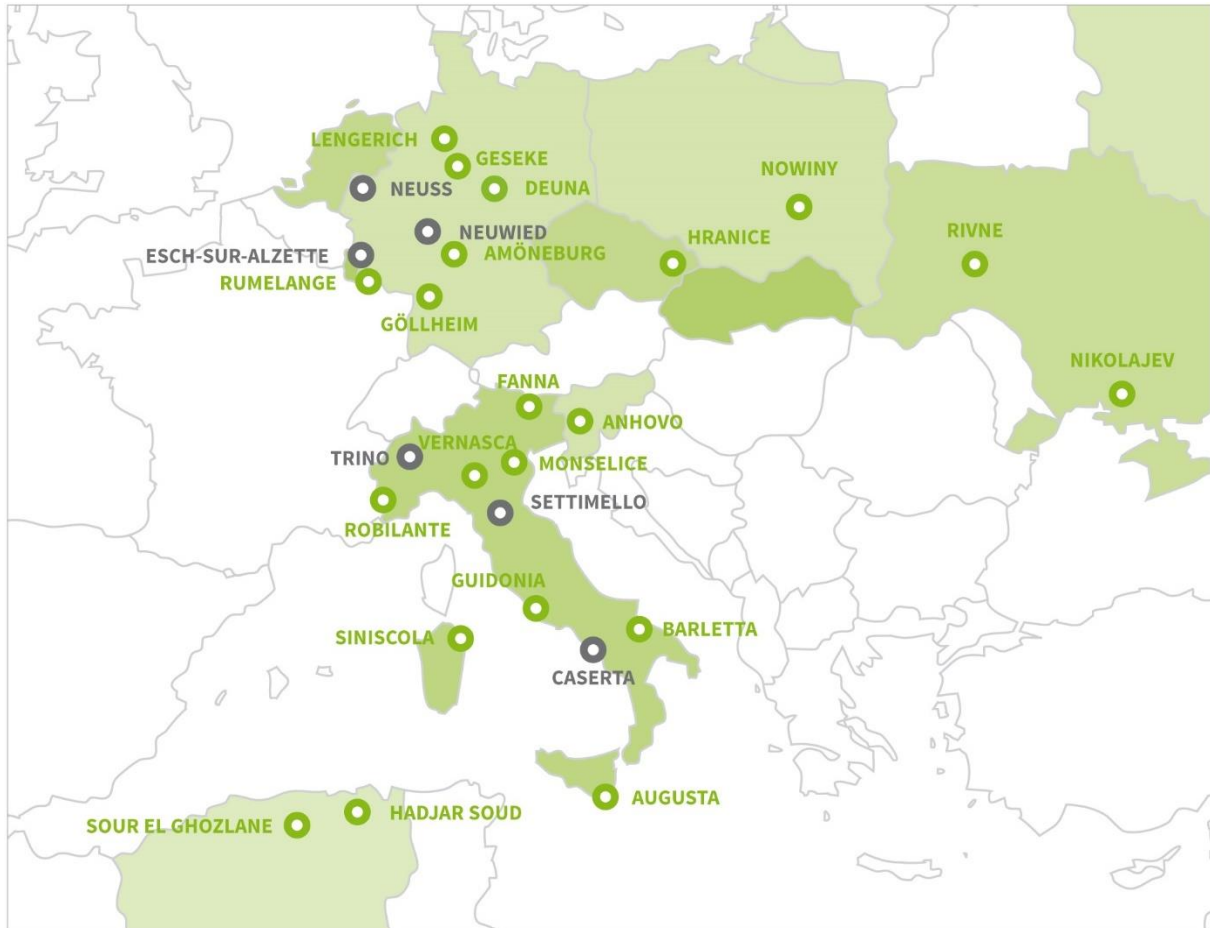 LENGERICH
GESEKE
NEUSS
DEUNA
NOWINY
NEUWIED
HRANICE
RIVNE
ESCH-SUR-ALZETTE
AMÖNEBURG
RUMELANGE
GÖLLHEIM
NIKOLAJEV
FANNA
ANHOVO
VERNASCA
TRINO
MONSELICE
SETTIMELLO
ROBILANTE
GUIDONIA
SINISCOLA
BARLETTA
CASERTA
AUGUSTA
HADJAR SOUD
SOUR EL GHOZLANE